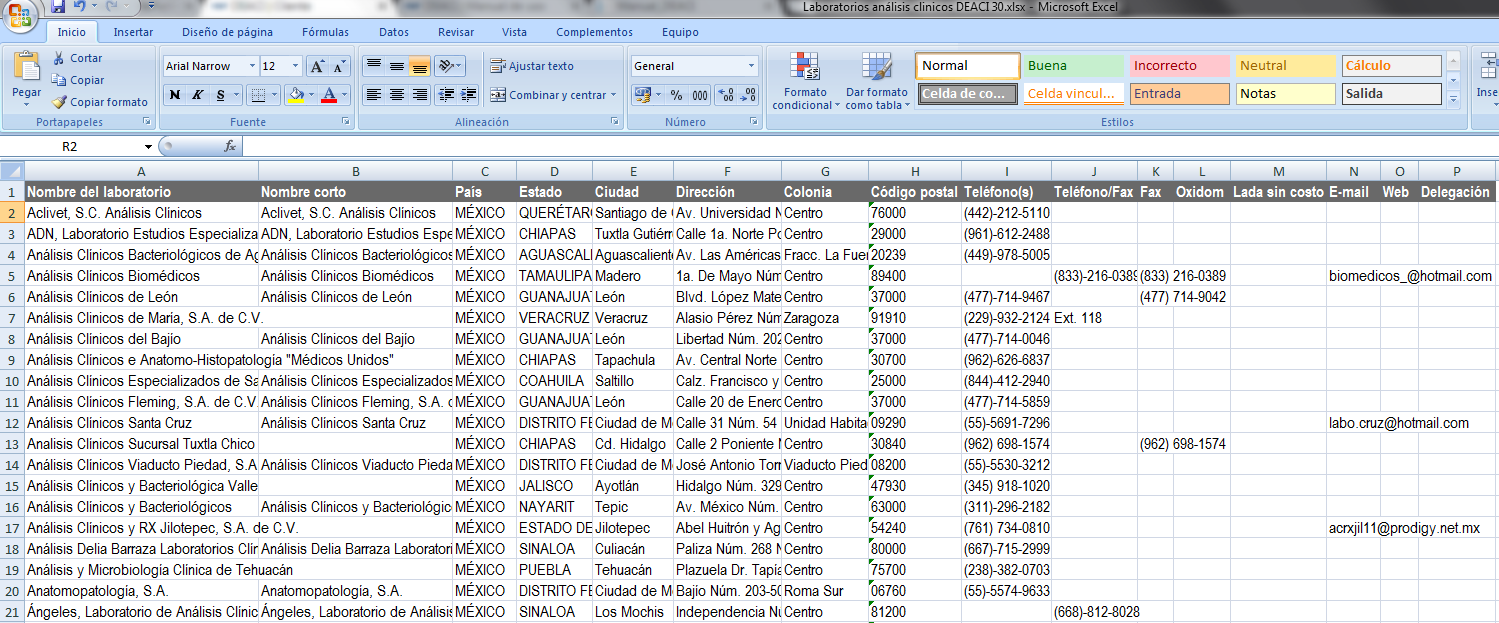 Laboratorios análisis clinicos DEACI 30.xlsx - Microsoft Excel
Inicio Insertar Diseño de página Fórmulas Datos Revisar Vista Complementos Equipo
Pegar Cortar Copiar Copiar formato Portapapeles
Arial Narrow 12 N K S Fuente
Ajustar texto Combinar y centrar Alineación
General % 000 Número
Formato condicional Dar formato como tabla
Normal Buena Incorrecto Neutral Cálculo
Celda de co... Celda vincul... Entrada Notas Salida
Estilos Inse
R2 fx
A B C D E F G H I J K L M N O P
1 Nombre del laboratorio Nombre corto País Estado Ciudad Dirección Colonia Código postal Teléfono(s) Teléfono/Fax Fax Oxidom Lada sin costo E-mail Web Delegación
2 Aclivet, S.C. Análisis Clínicos Aclivet, S.C. Análisis Clínicos MÉXICO QUERÉTAR Santiago de Av. Universidad N Centro 76000 (442)-212-5110
3 ADN, Laboratorio Estudios Especializa ADN, Laboratorio Estudios Espe MÉXICO CHIAPAS Tuxtla Gutiérr Calle 1a. Norte Po Centro 29000 (961)-612-2488
4 Análisis Clínicos Bacteriológicos de Ag Análisis Clínicos Bacteriológicos MÉXICO AGUASCALI Aguascaliente Av. Las Américas Fracc. La Fuen 20239 (449)-978-5005
5 Análisis Clínicos Biomédicos Análisis Clínicos Biomédicos MÉXICO TAMAULIPA Madero 1a. De Mayo Núm Centro 89400 (833)-216-0389 (833) 216-0389 biomedicos_@hotmail.com
6 Análisis Clínicos de León Análisis Clínicos de León MÉXICO GUANAJUAT León Blvd. López Mate Centro 37000 (477)-714-9467 (477) 714-9042
7 Análisis Clínicos de María, S.A. de C.V. MÉXICO VERACRUZ Veracruz Alasio Pérez Núm Zaragoza 91910 (229)-932-2124 Ext. 118
8 Análisis Clínicos del Bajío Análisis Clínicos del Bajío MÉXICO GUANAJUAT León Libertad Núm. 202 Centro 37000 (477)-714-0046
9 Análisis Clínicos e Anatomo-Histopatología "Médicos Unidos" MÉXICO CHIAPAS Tapachula Av. Central Norte Centro 30700 (962)-626-6837
10 Análisis Clínicos Especializados de Sa Análisis Clínicos Especializados MÉXICO COAHUILA Saltillo Calz. Francisco y Centro 25000 (844)-412-2940
11 Análisis Clínicos Fleming, S.A. de C.V Análisis Clínicos Fleming, S.A. MÉXICO GUANAJUAT León Calle 20 de Enero Centro 37000 (477)-714-5859
12 Análisis Clínicos Santa Cruz Análisis Clínicos Santa Cruz MÉXICO DISTRITO FE Ciudad de M Calle 31 Núm. 54 Unidad Habita 09290 (55)-5691-7296 labo.cruz@hotmail.com
13 Analisis Clinicos Sucursal Tuxtla Chico MÉXICO CHIAPAS Cd. Hidalgo Calle 2 Poniente Centro 30840 (962) 698-1574 (962) 698-1574
14 Análisis Clínicos Viaducto Piedad, S.A Análisis Clínicos Viaducto Pieda MÉXICO DISTRITO FE Ciudad de M José Antonio Torr Viaducto Pied 08200 (55)-5530-3212
15 Análisis Clínicos y Bacteriológica Valle MÉXICO JALISCO Ayotlán Hidalgo Núm. 329 Centro 47930 (345) 918-1020
16 Análisis Clínicos y Bacteriológicos Análisis Clínicos y Bacteriológic MÉXICO NAYARIT Tepic Av. México Núm. Centro 63000 (311)-296-2182
17 Análisis Clínicos y RX Jilotepec, S.A. de C.V. MÉXICO ESTADO DE Jilotepec Abel Huitrón y Ag Centro 54240 (761) 734-0810 acrxjil11@prodigy.net.mx
18 Análisis Delia Barraza Laboratorios Clín Análisis Delia Barraza Laboratori MÉXICO SINALOA Culiacán Paliza Núm. 268 N Centro 80000 (667)-715-2999
19 Análisis y Microbiología Clínica de Tehuacán MÉXICO PUEBLA Tehuacán Plazuela Dr. Tapía Centro 75700 (238)-382-0703
20 Anatomopatología, S.A. Anatomopatología, S.A. MÉXICO DISTRITO FE Ciudad de M Bajio Núm. 203-50 Roma Sur 06760 (55)-5574-9633
21 Ángeles, Laboratorio de Análisis Clínic Ángeles, Laboratorio de Análisis MÉXICO SINALOA Los Mochis Independencia Nú Centro 81200 (668)-812-8028